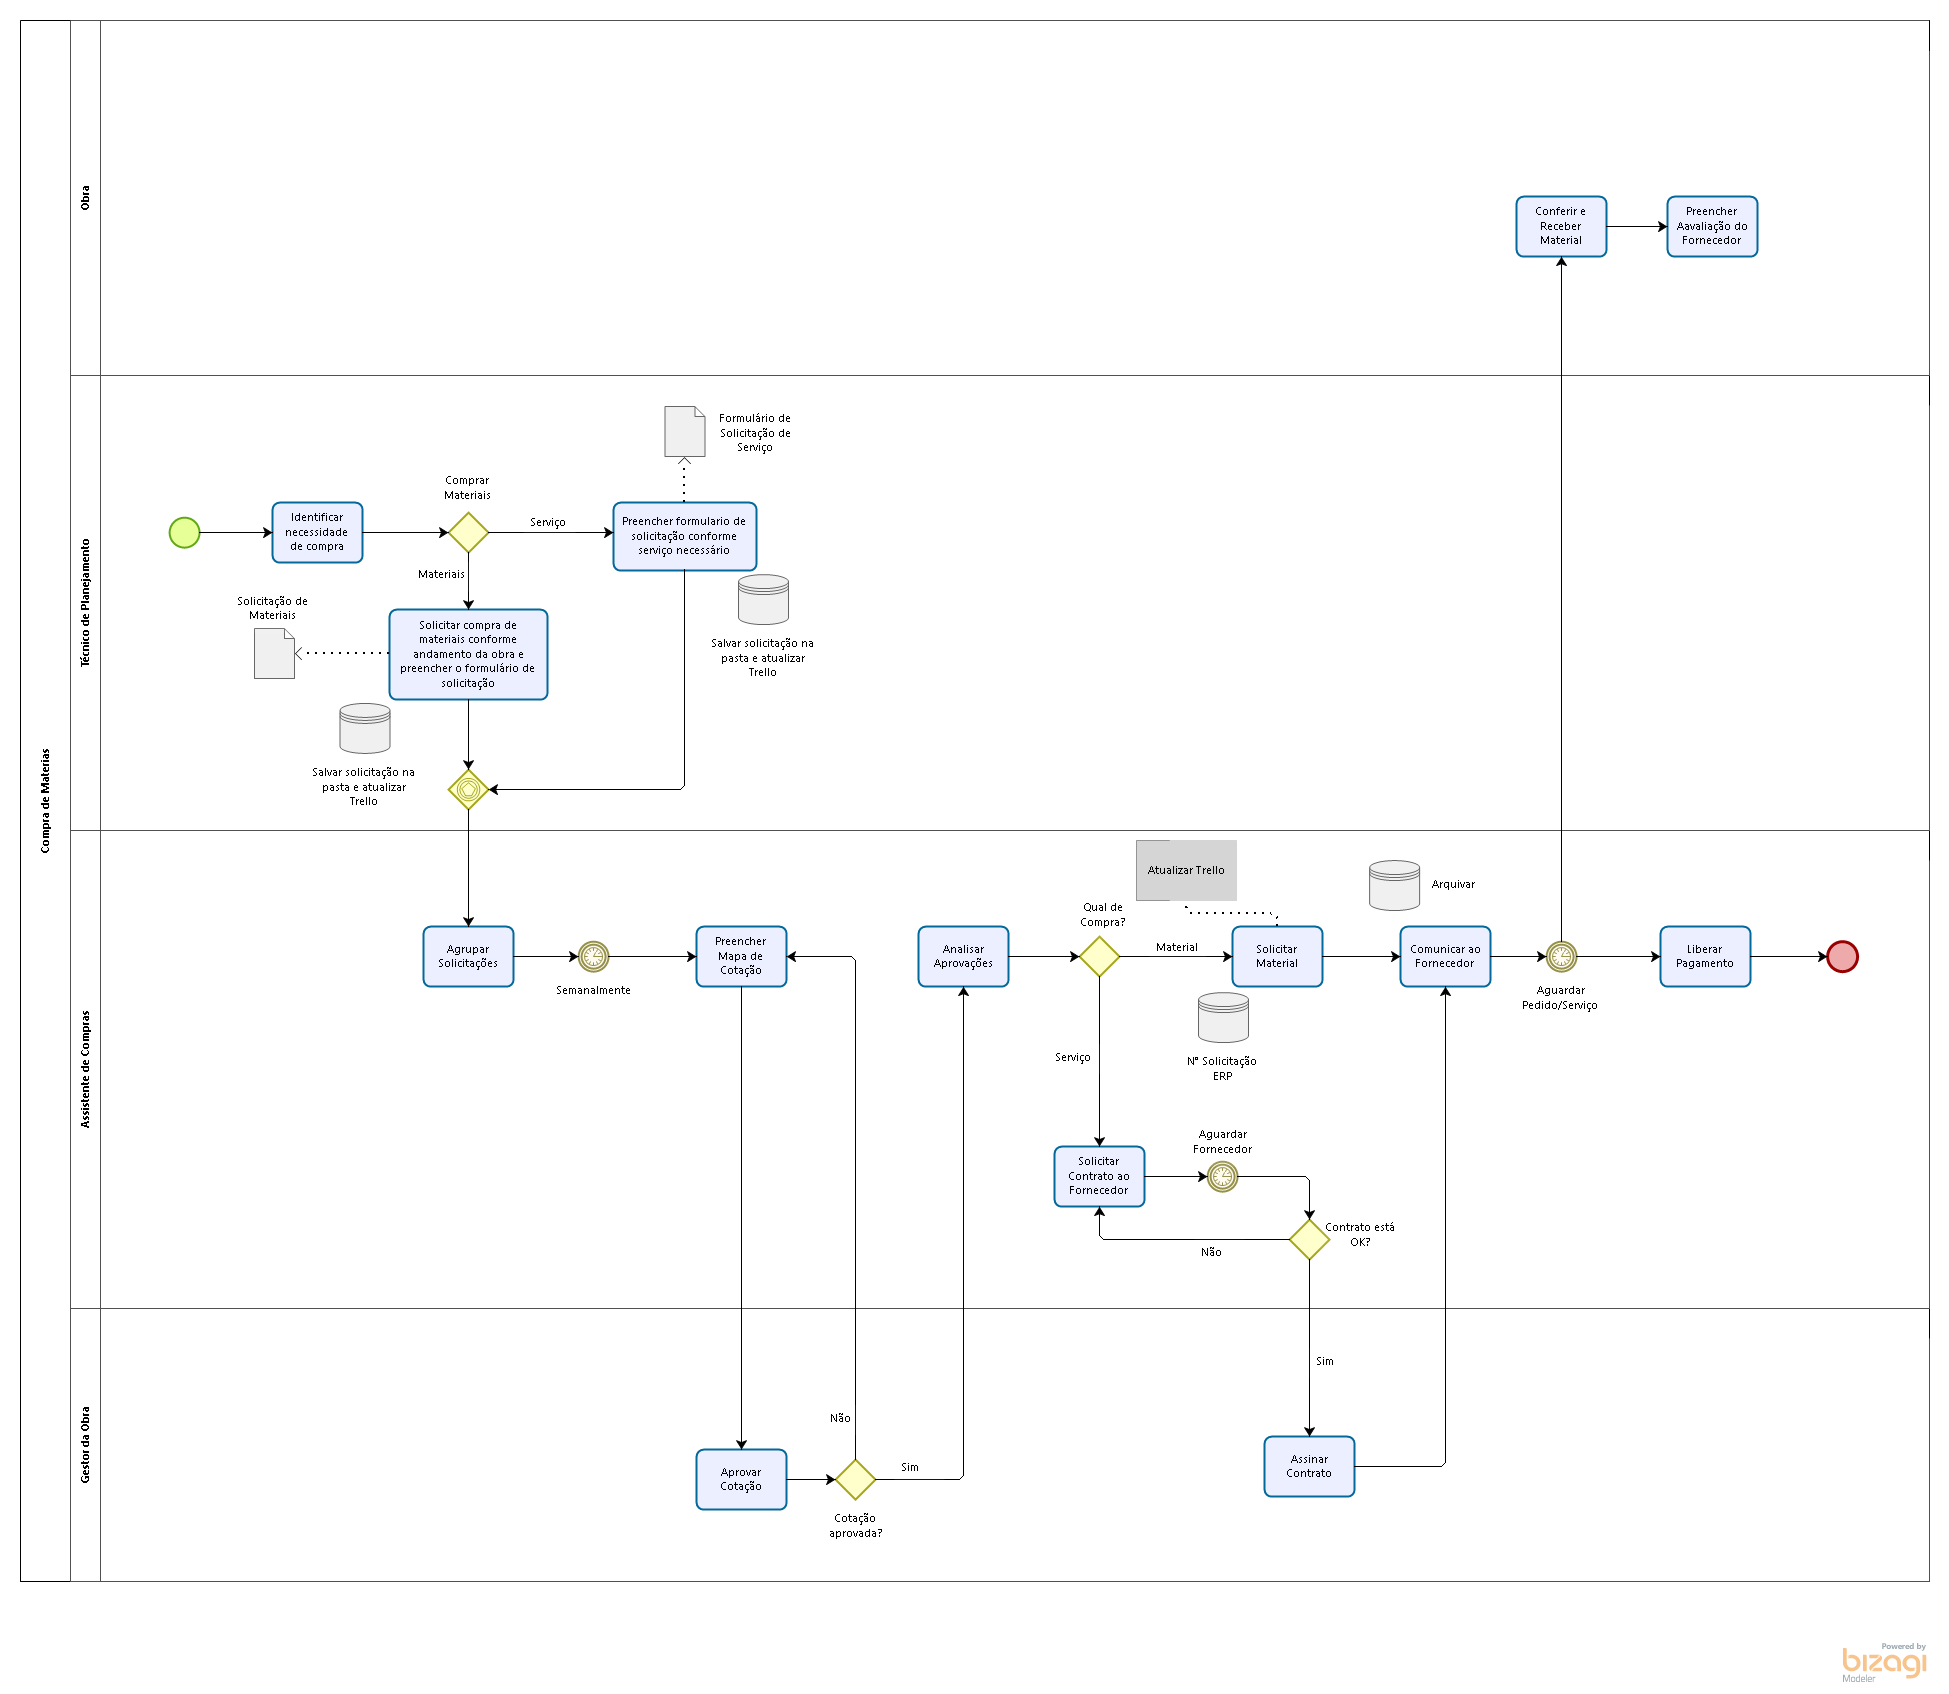 Compra de Materias
Obra
Conferir e
Receber
Material
Preencher
Aavaliação do
Fornecedor
Técnico de Planejamento
Formulário de
Solicitação de
Serviço
Comprar
Materiais
Identificar
necessidade
de compra
Serviço
Preencher formulario de
solicitação conforme
serviço necessário
Materiais
Solicitação de
Materiais
Solicitar compra de
materiais conforme
andamento da obra e
preencher o formulário de
solicitação
Salvar solicitação na
pasta e atualizar
Trello
Salvar solicitação na
pasta e atualizar
Trello
Assistente de Compras
Agrupar
Solicitações
Semanalmente
Preencher
Mapa de
Cotação
Analisar
Aprovações
Qual de
Compra?
Material
Atualizar Trello
Solicitar
Material
Nº Solicitação
ERP
Arquivar
Comunicar ao
Fornecedor
Aguardar
Pedido/Serviço
Liberar
Pagamento
Serviço
Solicitar
Contrato ao
Fornecedor
Aguardar
Fornecedor
Contrato está
OK?
Não
Sim
Gestor da Obra
Aprovar
Cotação
Não
Sim
Cotação
aprovada?
Assinar
Contrato
Powered by
bizagi
Modeler